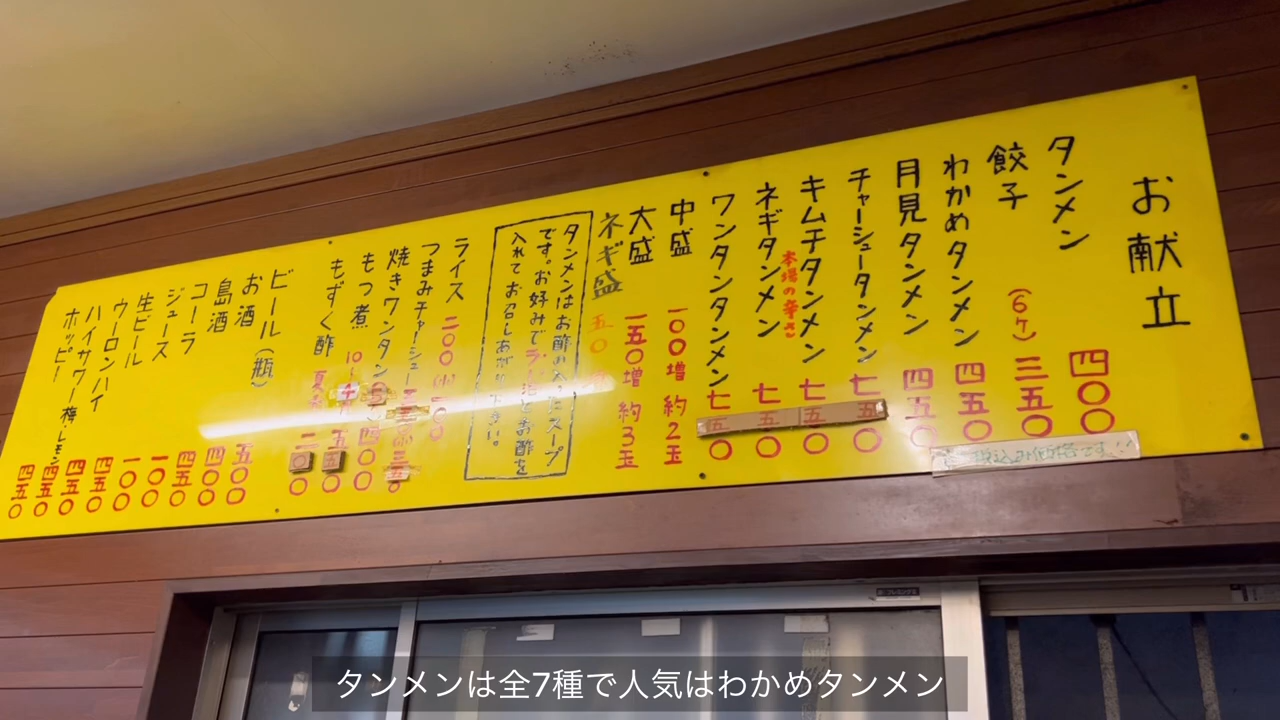 お献立
タンメン 四〇〇
餃子 (6ケ) 三五〇
わかめタンメン 四五〇
月見タンメン 四五〇
チャーシュータンメン 七五〇
キムチタンメン 七五〇
本場の辛さ
ネギタンメン 七五〇
ワンタンタンメン 七五〇
中盛 一〇〇増 約2玉
大盛 一五〇増 約3玉
ネギ盛 五〇
タンメンはお酢の入ったスープ
です。お好みでラー油とお酢を
入れてお召しあがり下さい。
ライス 二〇〇
つまみチャーシュー
焼きワンタン
もつ煮 10〜4月 四〇〇
もずく酢 五〇
ビール(瓶)
お酒 五〇〇
島酒 四〇〇
コーラ
ジュース
生ビール
ウーロンハイ 四五〇
ハイサワー梅レモン 四五〇
ホッピー 四五〇
税込み価格です!!
タンメンは全7種で人気はわかめタンメン